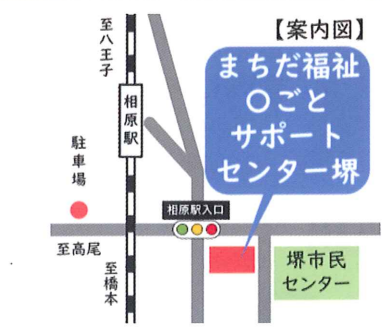 【案内図】
至八王子
まちだ福祉
〇ごと
サポート
センター堺
相原駅
駐車場
相原駅入口
至高尾
至橋本
堺市民
センター